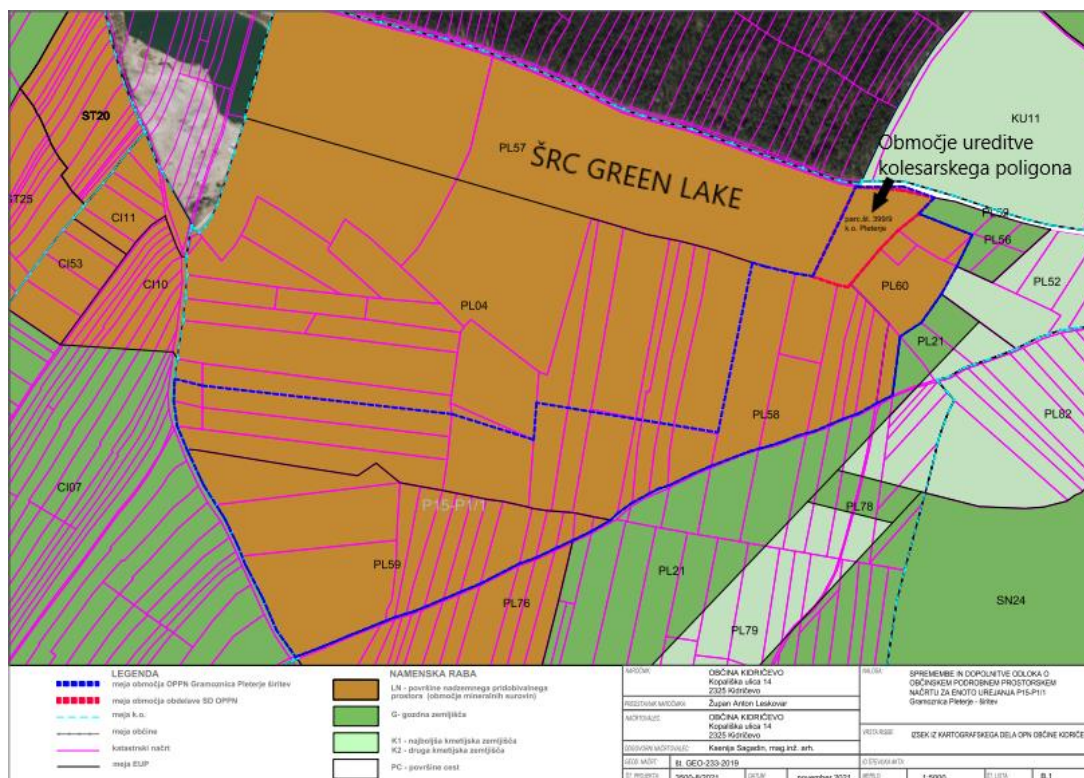 ST20
KU11
PL57
ŠRC GREEN LAKE
Območje ureditve
kolesarskega poligona
parc.št. 399/9
k.o. Pleterje
CI11
PL56
CI53
CI10
PL52
PL60
PL04
PL21
PL58
PL82
CI07
P15-P1/1
PL78
PL59
PL21
PL76
SN24
PL79
LEGENDA
meja območja OPPN Gramoznica Pleterje širitev
meja območja obdelave SD OPPN
meja k.o.
meja občine
katastrski načrt
meja EUP
NAMENSKA RABA
LN - površine nadzemnega pridobivalnega
prostora (območje mineralnih surovin)
G- gozdna zemljišča
K1 - najboljša kmetijska zemljišča
K2 - druga kmetijska zemljišča
PC - površine cest
OBČINA KIDRIČEVO
Kopališka ulica 14
2325 Kidričevo
Župan Anton Leskovar
OBČINA KIDRIČEVO
Kopališka ulica 14
2325 Kidričevo
Ksenija Sagadin, mag.inž. arh.
št. GEO-233-2019
november 2021
SPREMEMBE IN DOPOLNITVE ODLOKA O
OBČINSKEM PODROBNEM PROSTORSKEM
NAČRTU ZA ENOTO UREJANJA P15-P1/1
Gramoznica Pleterje - širitev
IZSEK IZ KARTOGRAFSKEGA DELA OPN OBČINE KIDRIČE
1:5000
B.1